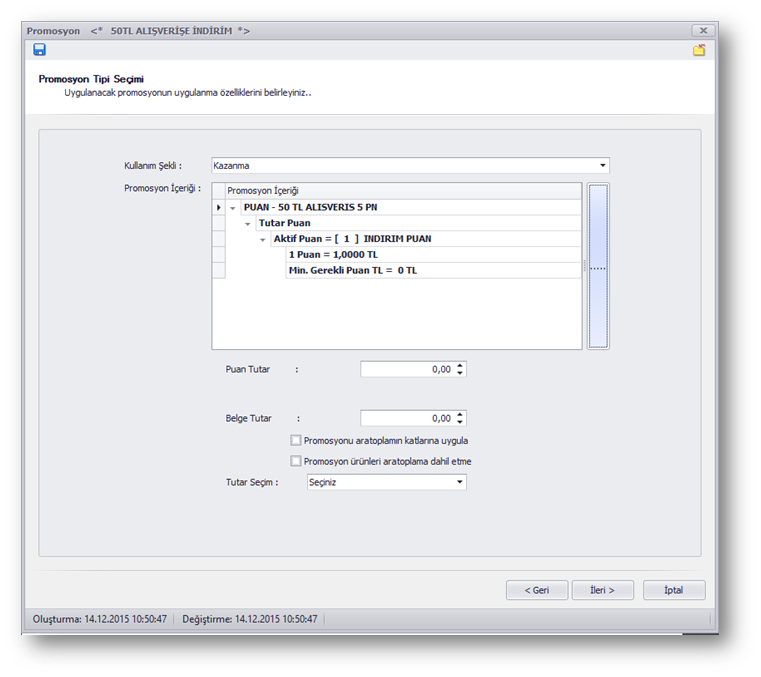 Promosyon <* 50TL ALIŞVERİŞE İNDİRİM *>
Promosyon Tipi Seçimi
Uygulanacak promosyonun uygulanma özelliklerini belirleyiniz..
Kullanım Şekli : Kazanma
Promosyon İçeriği : Promosyon İçeriği
PUAN - 50 TL ALISVERIS 5 PN
Tutar Puan
Aktif Puan = [ 1 ] INDIRIM PUAN
1 Puan = 1,0000 TL
Min. Gerekli Puan TL = 0 TL
Puan Tutar : 0,00
Belge Tutar : 0,00
Promosyonu aratoplamın katlarına uygula
Promosyon ürünleri aratoplama dahil etme
Tutar Seçim : Seçiniz
< Geri İleri > İptal
Oluşturma: 14.12.2015 10:50:47 Değiştirme: 14.12.2015 10:50:47